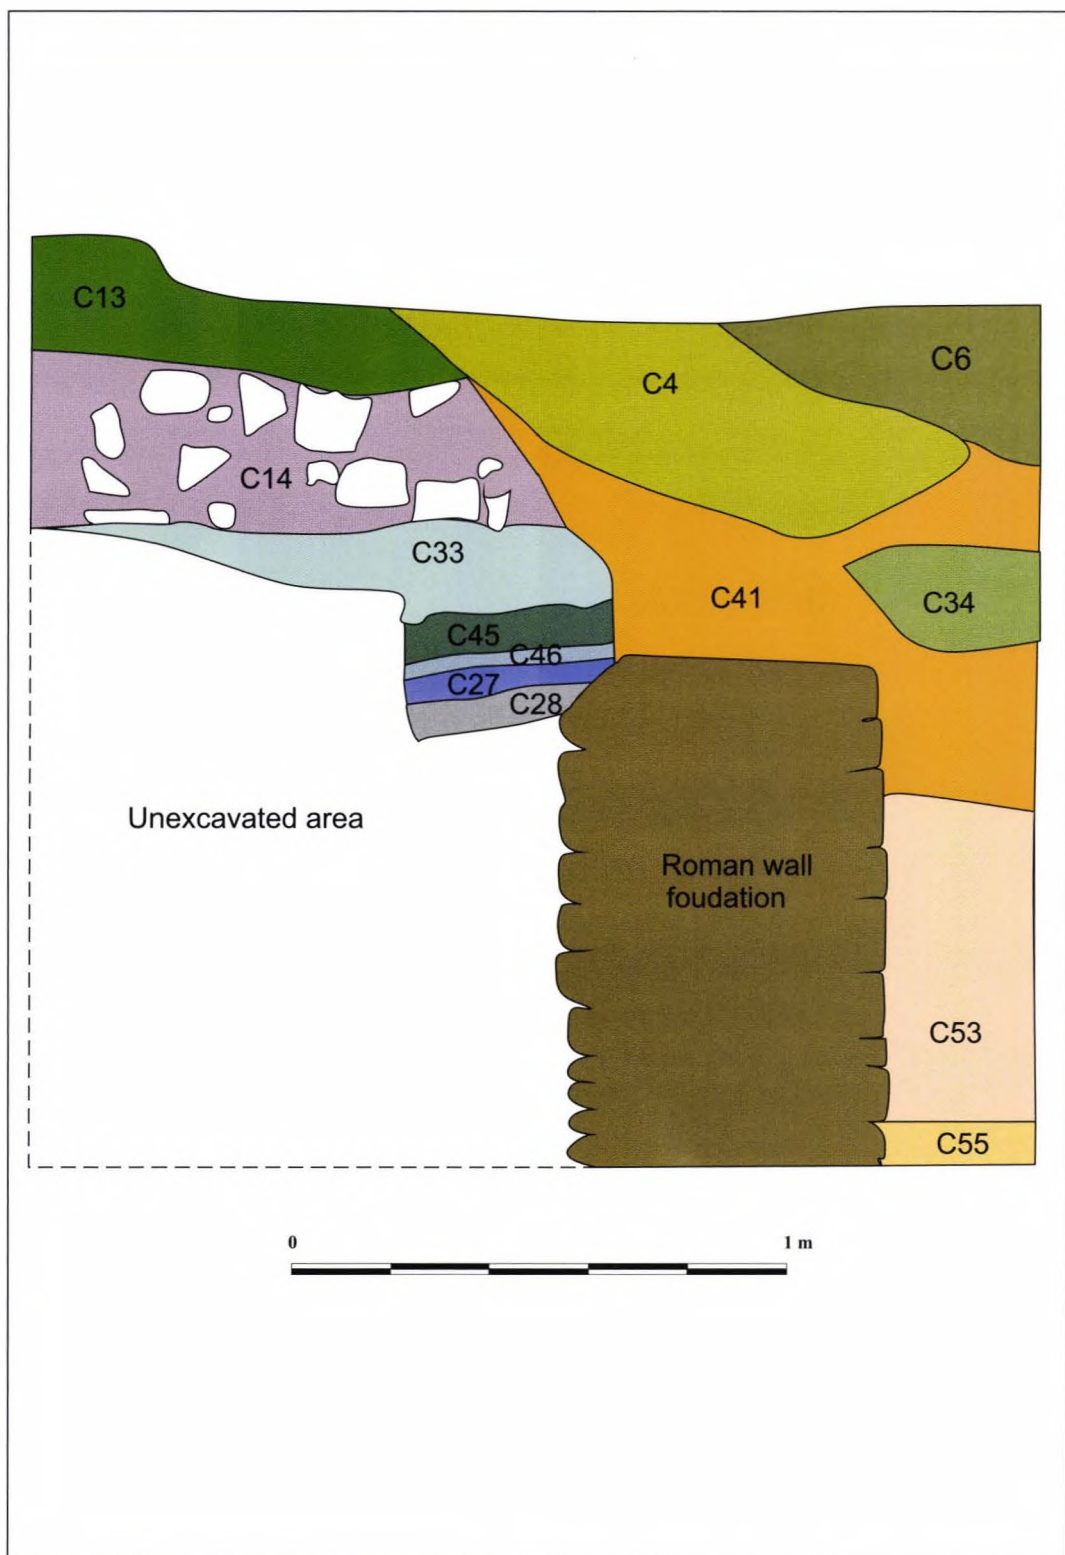 C13
C4
C6
C14
C33
C41
C34
C45
C46
C27
C28
Unexcavated area
Roman wall
foudation
C53
C55
0 1 m